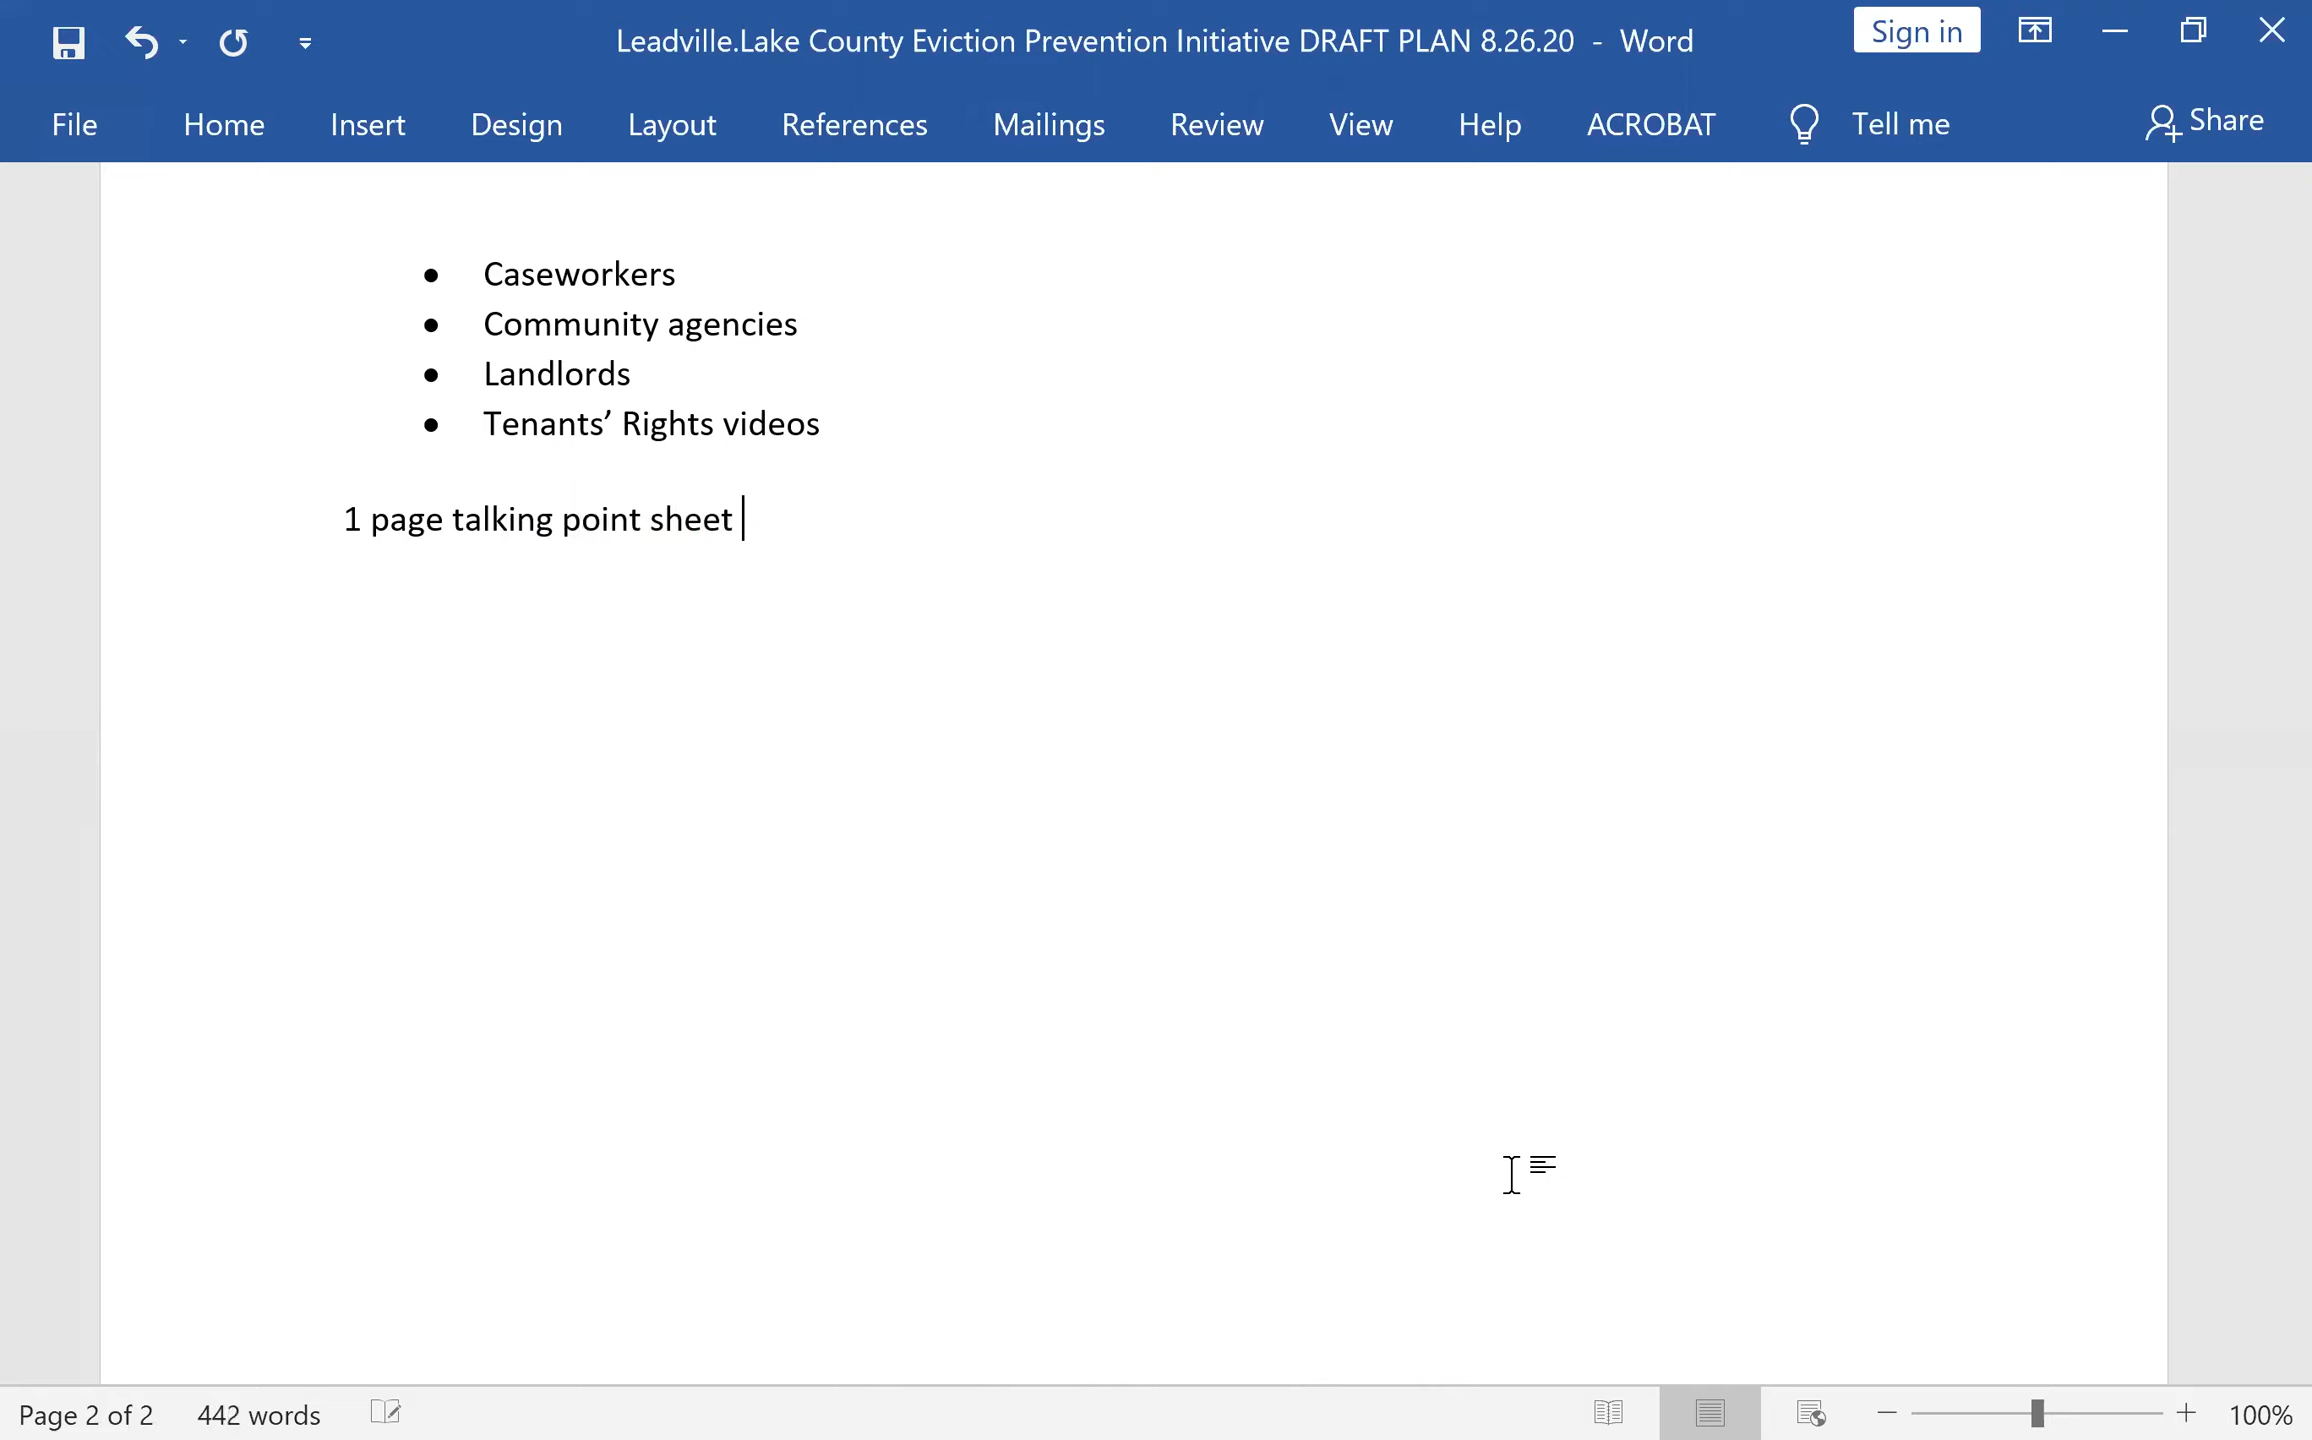 Leadville.Lake County Eviction Prevention Initiative DRAFT PLAN 8.26.20 - Word
Sign in
File Home Insert Design Layout References Mailings Review View Help ACROBAT Tell me Share
• Caseworkers
• Community agencies
• Landlords
• Tenants’ Rights videos
1 page talking point sheet
Page 2 of 2 442 words 100%